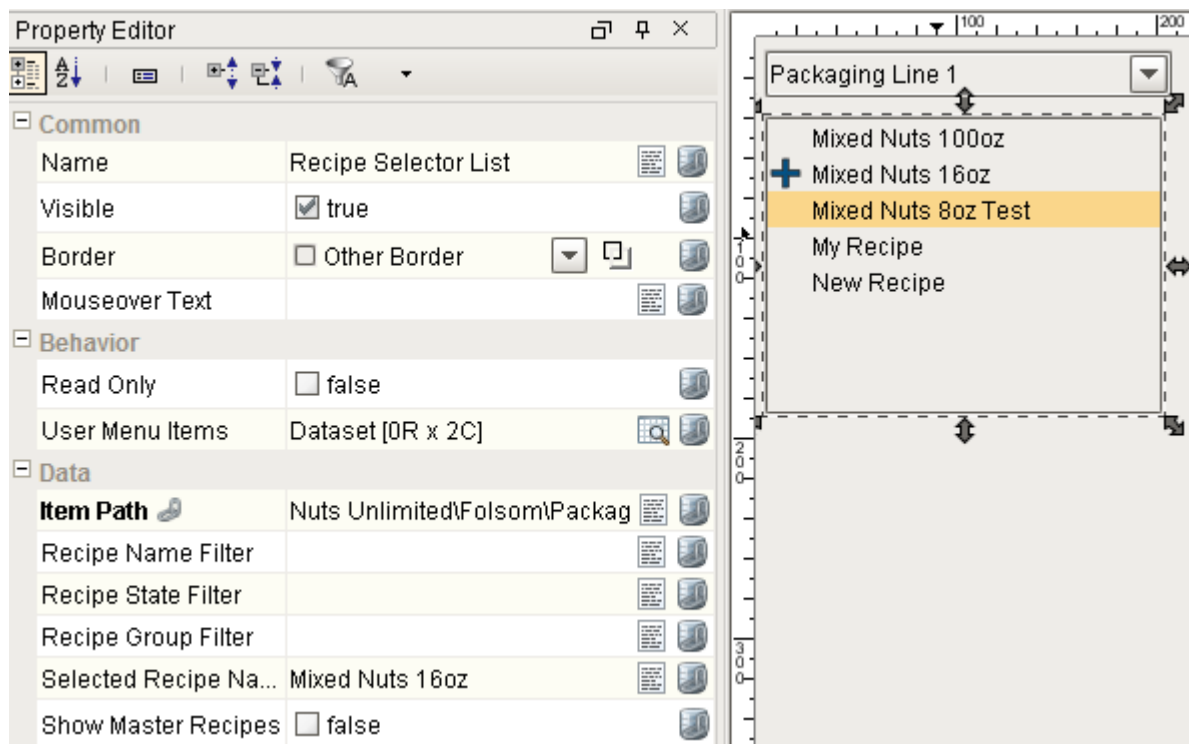 Property Editor
Common
Name Recipe Selector List
Visible true
Border Other Border
Mouseover Text
Behavior
Read Only false
User Menu Items Dataset [0R x 2C]
Data
Item Path Nuts Unlimited\Folsom\Packag
Recipe Name Filter
Recipe State Filter
Recipe Group Filter
Selected Recipe Na... Mixed Nuts 16oz
Show Master Recipes false
100 200
Packaging Line 1
Mixed Nuts 100oz
Mixed Nuts 16oz
Mixed Nuts 8oz Test
My Recipe
New Recipe
100
200
300